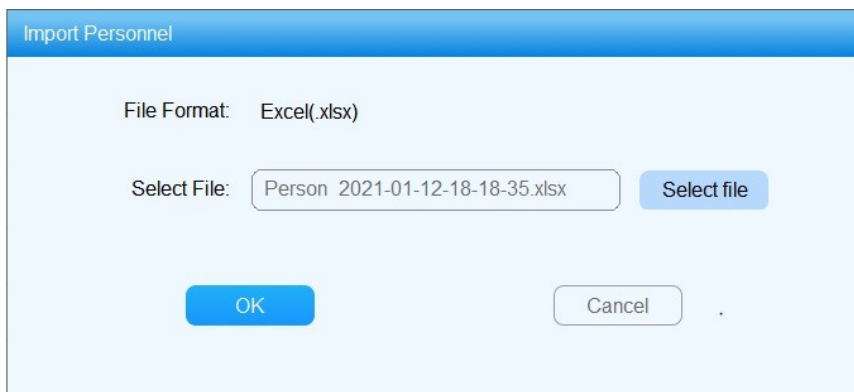 Import Personnel
File Format: Excel(.xlsx)
Select File: Person 2021-01-12-18-18-35.xlsx Select file
OK Cancel .